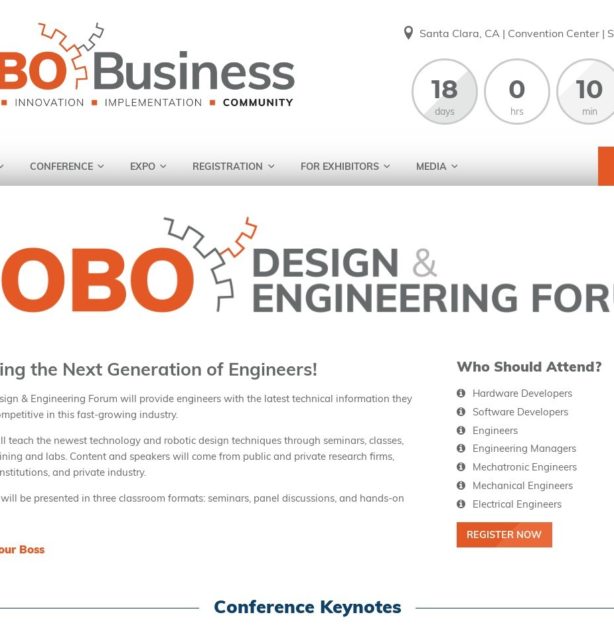 Santa Clara, CA | Convention Center | S
BO Business
INNOVATION ■ IMPLEMENTATION ■ COMMUNITY
18 0 10
days hrs min
CONFERENCE EXPO REGISTRATION FOR EXHIBITORS MEDIA
OBO DESIGN &
ENGINEERING FOR
ing the Next Generation of Engineers!
sign & Engineering Forum will provide engineers with the latest technical information they
mpetitive in this fast-growing industry.
ll teach the newest technology and robotic design techniques through seminars, classes,
ining and labs. Content and speakers will come from public and private research firms,
nstitutions, and private industry.
will be presented in three classroom formats: seminars, panel discussions, and hands-on
our Boss
Who Should Attend?
Hardware Developers
Software Developers
Engineers
Engineering Managers
Mechatronic Engineers
Mechanical Engineers
Electrical Engineers
REGISTER NOW
Conference Keynotes